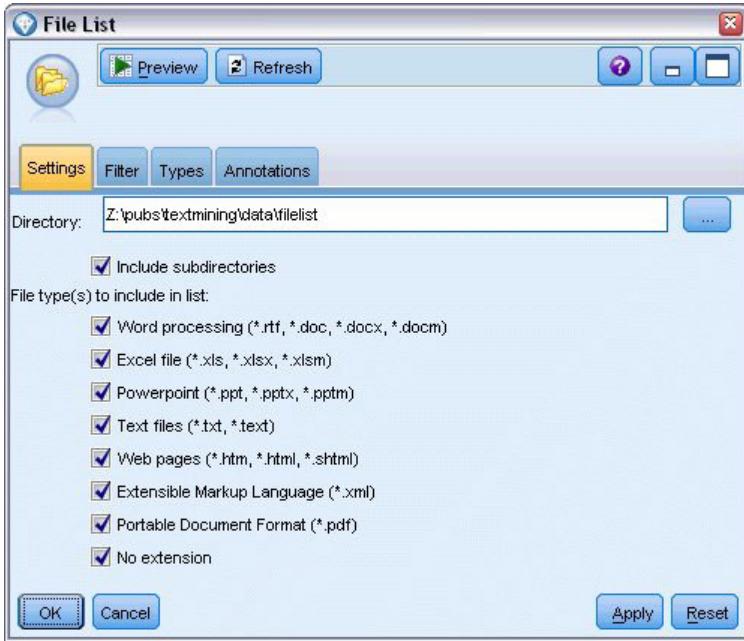 File List
Preview Refresh
Settings Filter Types Annotations
Directory: Z:\pubs\textmining\data\filelist ...
Include subdirectories
File type(s) to include in list:
Word processing (*.rtf, *.doc, *.docx, *.docm)
Excel file (*.xls, *.xlsx, *.xlsm)
Powerpoint (*.ppt, *.pptx, *.pptm)
Text files (*.txt, *.text)
Web pages (*.htm, *.html, *.shtml)
Extensible Markup Language (*.xml)
Portable Document Format (*.pdf)
No extension
OK Cancel Apply Reset